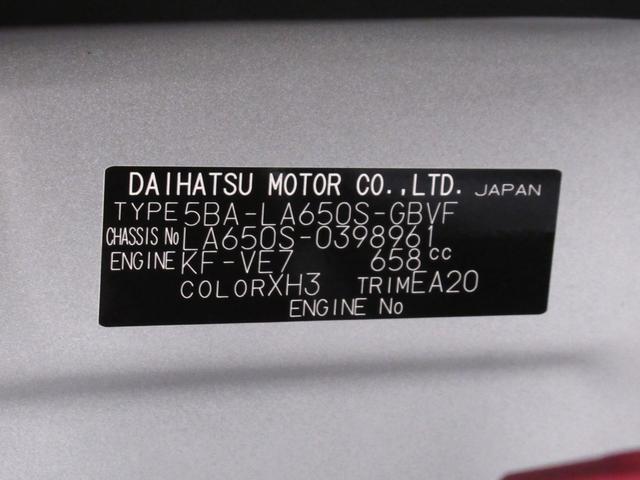 DAIHATSU MOTOR CO.,LTD. JAPAN
TYPE 5BA-LA650S-GBVF
CHASSIS No LA650S-0398961
ENGINE KF-VE7 658cc
COLOR XH3 TRIM EA20
ENGINE No